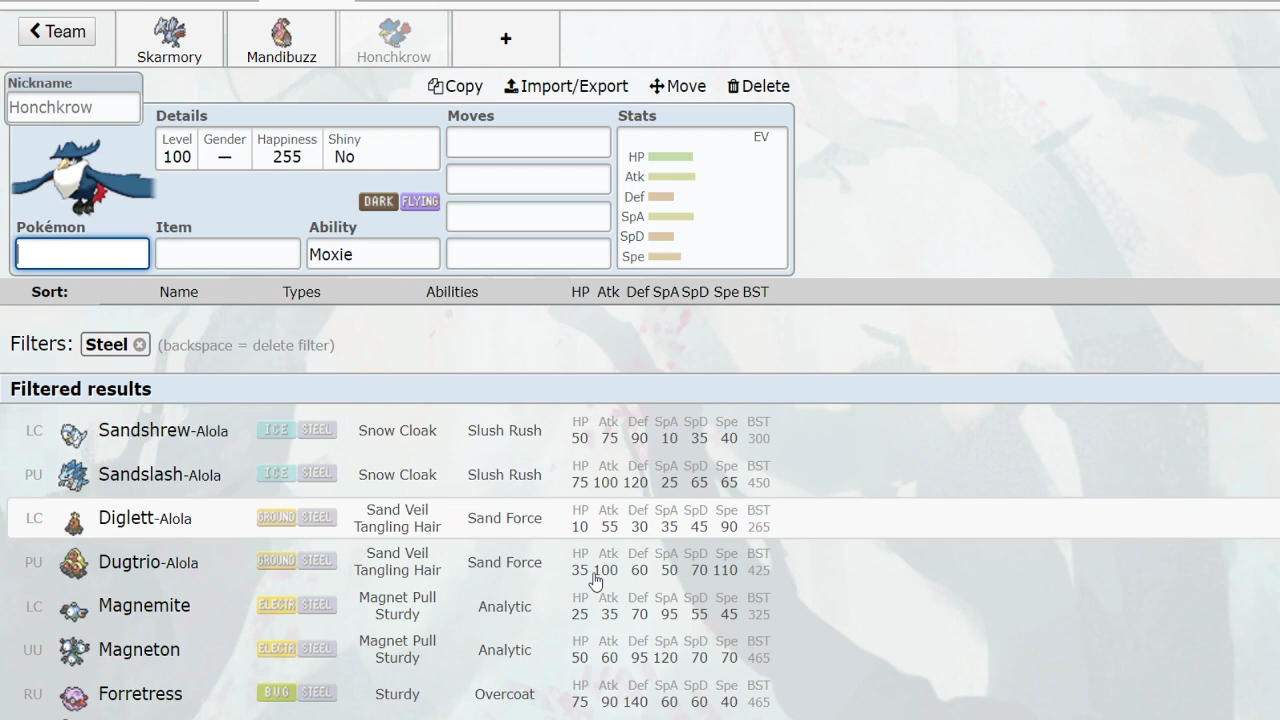 Team
Skarmory
Mandibuzz
Honchkrow
+
Nickname
Honchkrow
Copy Import/Export Move Delete
Details
Level Gender Happiness Shiny
100 — 255 No
DARK FLYING
Pokémon
Item
Ability
Moxie
Moves
Stats
EV
HP
Atk
Def
SpA
SpD
Spe
Sort: Name Types Abilities HP Atk Def SpA SpD Spe BST
Filters: Steel (backspace = delete filter)
Filtered results
LC Sandshrew-Alola ICE STEEL Snow Cloak Slush Rush HP 50 Atk 75 Def 90 SpA 10 SpD 35 Spe 40 BST 300
PU Sandslash-Alola ICE STEEL Snow Cloak Slush Rush HP 75 Atk 100 Def 120 SpA 25 SpD 65 Spe 65 BST 450
LC Diglett-Alola GROUND STEEL Sand Veil Tangling Hair Sand Force HP 10 Atk 55 Def 30 SpA 35 SpD 45 Spe 90 BST 265
PU Dugtrio-Alola GROUND STEEL Sand Veil Tangling Hair Sand Force HP 35 Atk 100 Def 60 SpA 50 SpD 70 Spe 110 BST 425
LC Magnemite ELECTR STEEL Magnet Pull Sturdy Analytic HP 25 Atk 35 Def 70 SpA 95 SpD 55 Spe 45 BST 325
UU Magneton ELECTR STEEL Magnet Pull Sturdy Analytic HP 50 Atk 60 Def 95 SpA 120 SpD 70 Spe 70 BST 465
RU Forretress BUG STEEL Sturdy Overcoat HP 75 Atk 90 Def 140 SpA 60 SpD 60 Spe 40 BST 465